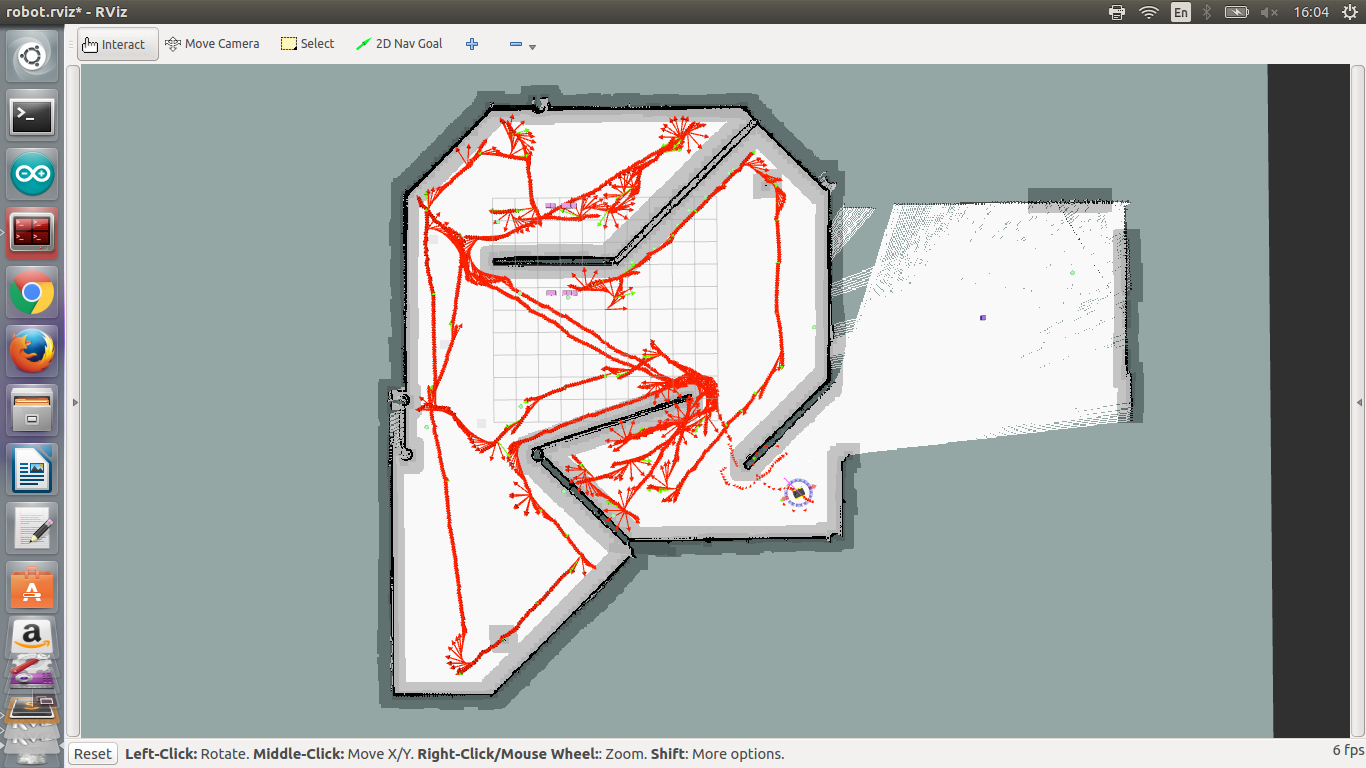 robot.rviz* - RViz
En
16:04
Interact
Move Camera
Select
2D Nav Goal
Reset
Left-Click: Rotate. Middle-Click: Move X/Y. Right-Click/Mouse Wheel:: Zoom. Shift: More options.
6 fps